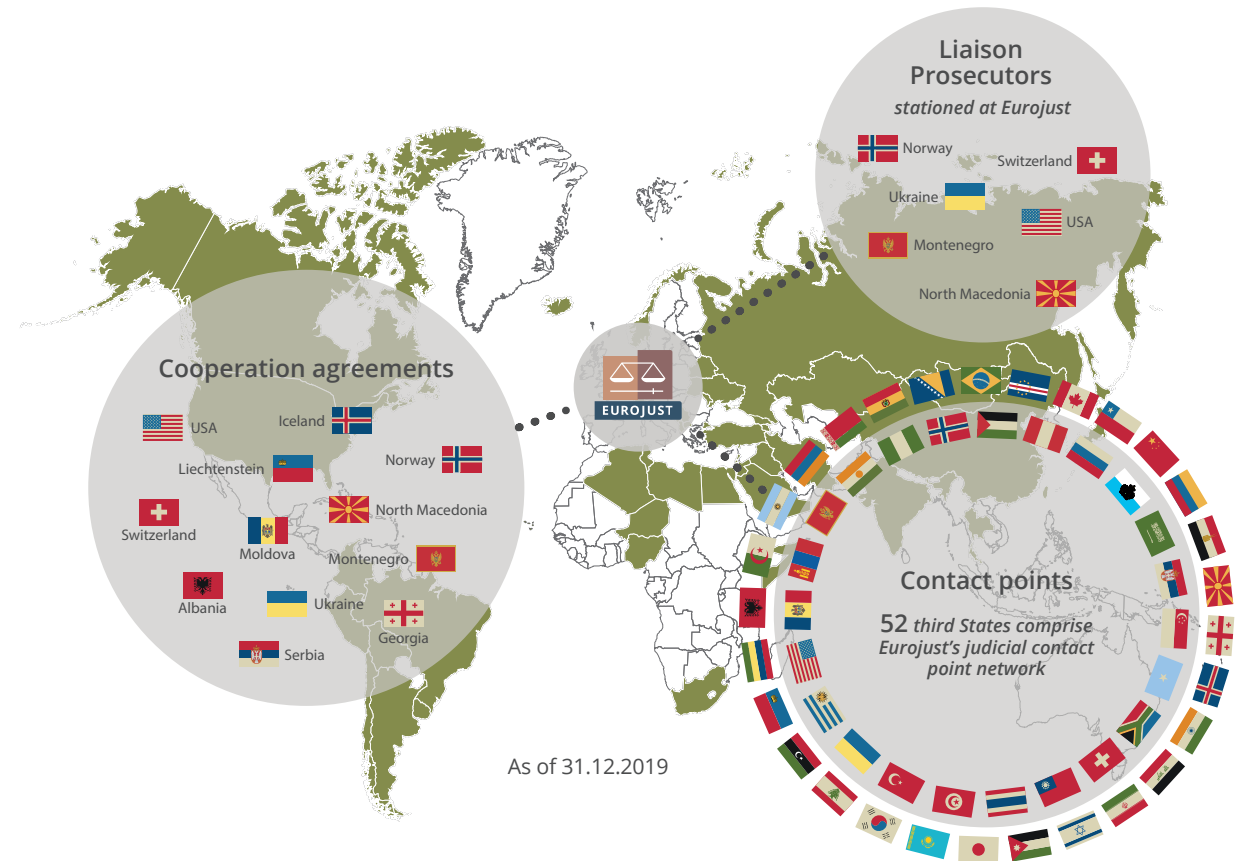 Liaison
Prosecutors
stationed at Eurojust
Norway
Switzerland
Ukraine
USA
Montenegro
North Macedonia
EUROJUST
Cooperation agreements
USA
Iceland
Liechtenstein
Norway
North Macedonia
Switzerland
Moldova
Montenegro
Albania
Ukraine
Georgia
Serbia
Contact points
52 third States comprise
Eurojust's judicial contact
point network
As of 31.12.2019